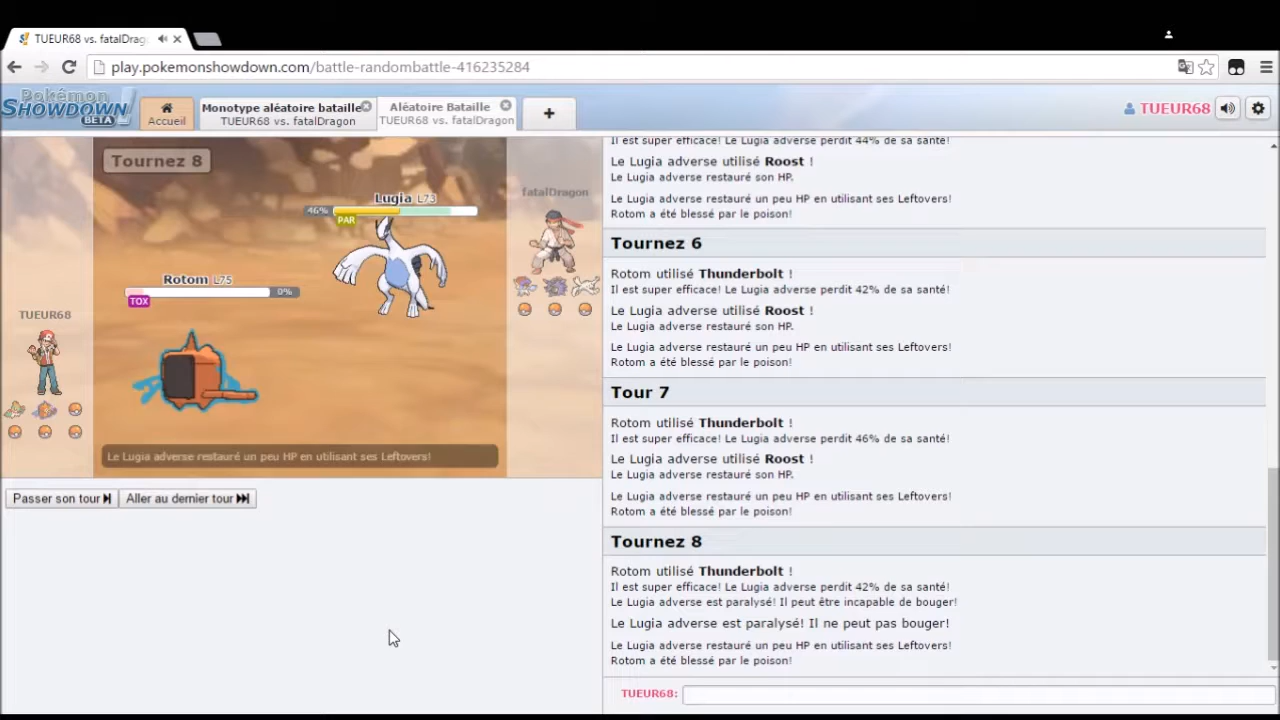 TUEUR68 vs. fatalDrag
play.pokemonshowdown.com/battle-randombattle-416235284
Pokémon
SHOWDOWN
BETA
Accueil
Monotype aléatoire bataille
TUEUR68 vs. fatalDragon
Aléatoire Bataille
TUEUR68 vs. fatalDragon
+
TUEUR68
Tournez 8
Lugia L73
46%
PAR
Rotom L75
0%
TOX
TUEUR68
fatalDragon
Le Lugia adverse restauré un peu HP en utilisant ses Leftovers!
Passer son tour
Aller au dernier tour
Il est super efficace! Le Lugia adverse perdit 44% de sa santé!
Le Lugia adverse utilisé Roost !
Le Lugia adverse restauré son HP.
Le Lugia adverse restauré un peu HP en utilisant ses Leftovers!
Rotom a été blessé par le poison!
Tournez 6
Rotom utilisé Thunderbolt !
Il est super efficace! Le Lugia adverse perdit 42% de sa santé!
Le Lugia adverse utilisé Roost !
Le Lugia adverse restauré son HP.
Le Lugia adverse restauré un peu HP en utilisant ses Leftovers!
Rotom a été blessé par le poison!
Tour 7
Rotom utilisé Thunderbolt !
Il est super efficace! Le Lugia adverse perdit 46% de sa santé!
Le Lugia adverse utilisé Roost !
Le Lugia adverse restauré son HP.
Le Lugia adverse restauré un peu HP en utilisant ses Leftovers!
Rotom a été blessé par le poison!
Tournez 8
Rotom utilisé Thunderbolt !
Il est super efficace! Le Lugia adverse perdit 42% de sa santé!
Le Lugia adverse est paralysé! Il peut être incapable de bouger!
Le Lugia adverse est paralysé! Il ne peut pas bouger!
Le Lugia adverse restauré un peu HP en utilisant ses Leftovers!
Rotom a été blessé par le poison!
TUEUR68: